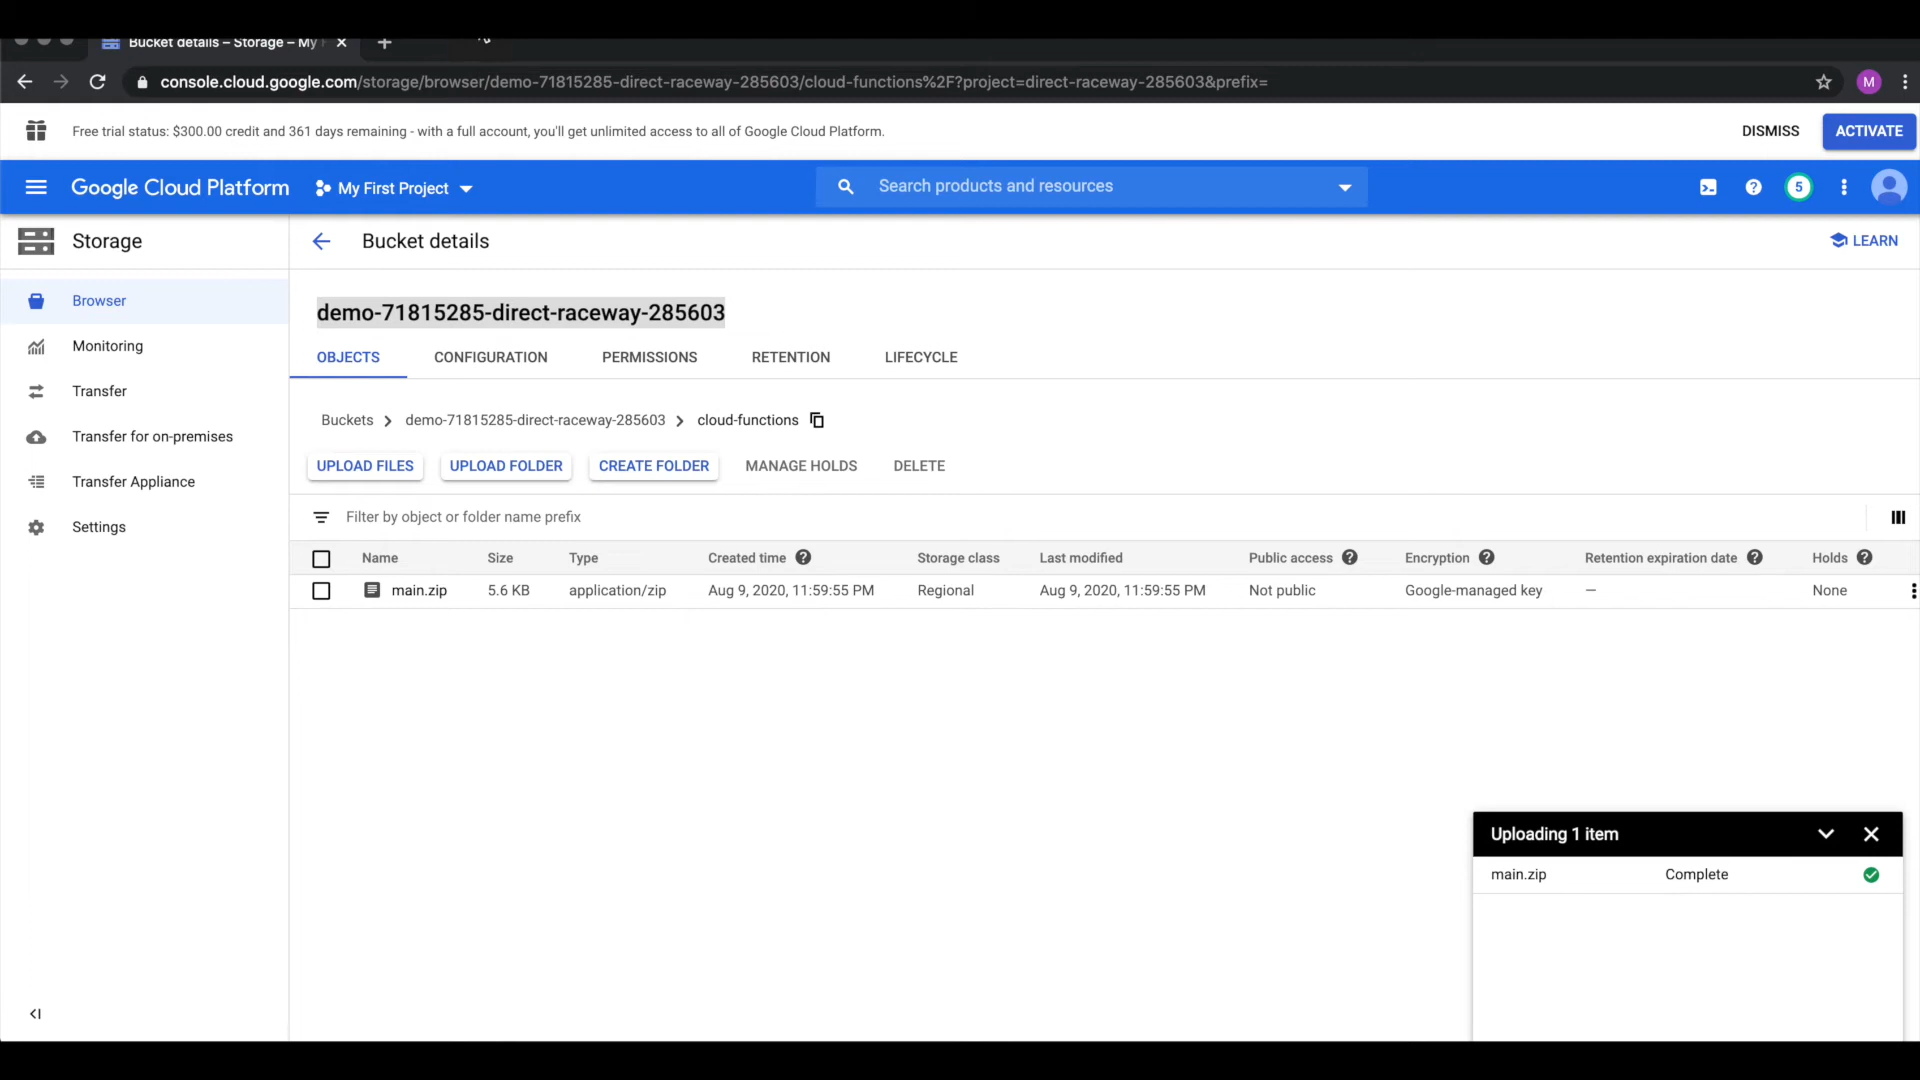 Bucket details – Storage – My
console.cloud.google.com/storage/browser/demo-71815285-direct-raceway-285603/cloud-functions%2F?project=direct-raceway-285603&prefix=
M
Free trial status: $300.00 credit and 361 days remaining - with a full account, you'll get unlimited access to all of Google Cloud Platform.
DISMISS
ACTIVATE
Google Cloud Platform
My First Project
Search products and resources
5
Storage
Bucket details
LEARN
Browser
Monitoring
Transfer
Transfer for on-premises
Transfer Appliance
Settings
demo-71815285-direct-raceway-285603
OBJECTS CONFIGURATION PERMISSIONS RETENTION LIFECYCLE
Buckets > demo-71815285-direct-raceway-285603 > cloud-functions
UPLOAD FILES UPLOAD FOLDER CREATE FOLDER MANAGE HOLDS DELETE
Filter by object or folder name prefix
Name Size Type Created time Storage class Last modified Public access Encryption Retention expiration date Holds
main.zip 5.6 KB application/zip Aug 9, 2020, 11:59:55 PM Regional Aug 9, 2020, 11:59:55 PM Not public Google-managed key — None
Uploading 1 item
main.zip Complete